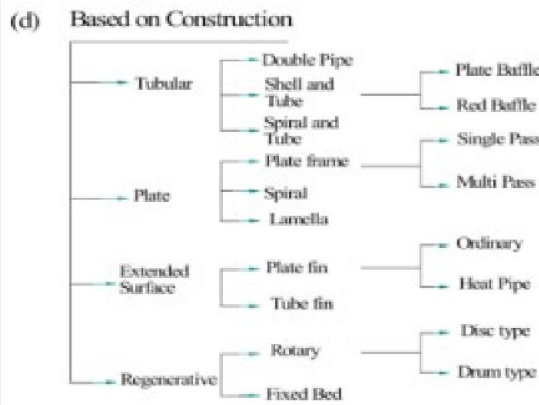 (d) Based on Construction
Tubular
Double Pipe
Shell and
Tube
Spiral and
Tube
Plate Baffle
Red Baffle
Plate
Plate frame
Spiral
Lamella
Single Pass
Multi Pass
Extended
Surface
Plate fin
Tube fin
Ordinary
Heat Pipe
Regenerative
Rotary
Fixed Bed
Disc type
Drum type